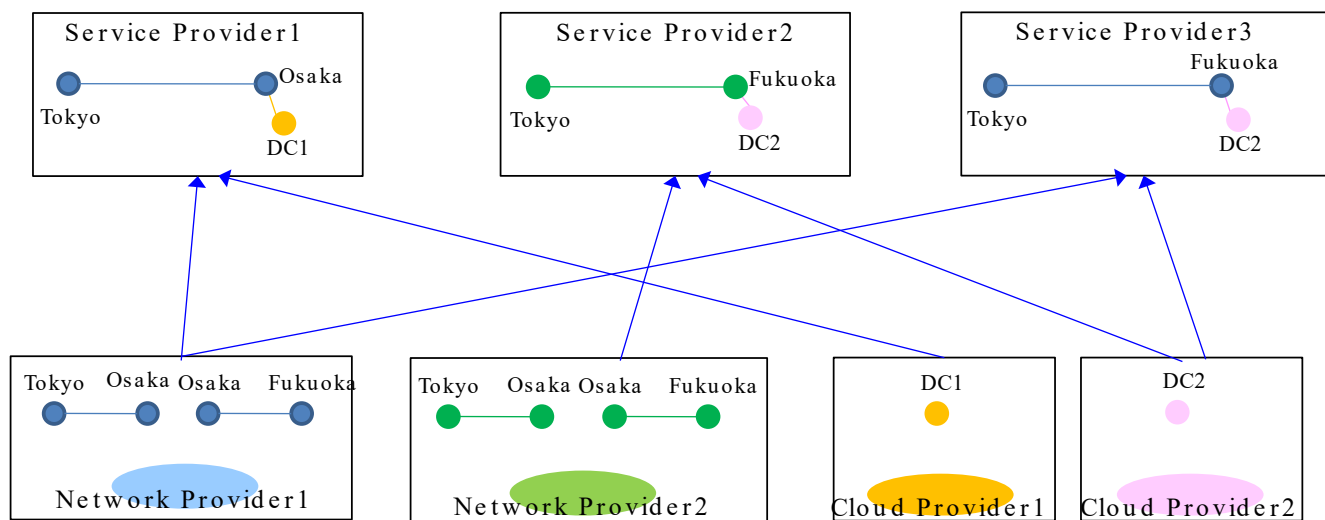 Service Provider1
Osaka
Tokyo
DC1
Service Provider2
Fukuoka
Tokyo
DC2
Service Provider3
Fukuoka
Tokyo
DC2
Tokyo Osaka Osaka Fukuoka
Network Provider1
Tokyo Osaka Osaka Fukuoka
Network Provider2
DC1
Cloud Provider1
DC2
Cloud Provider2